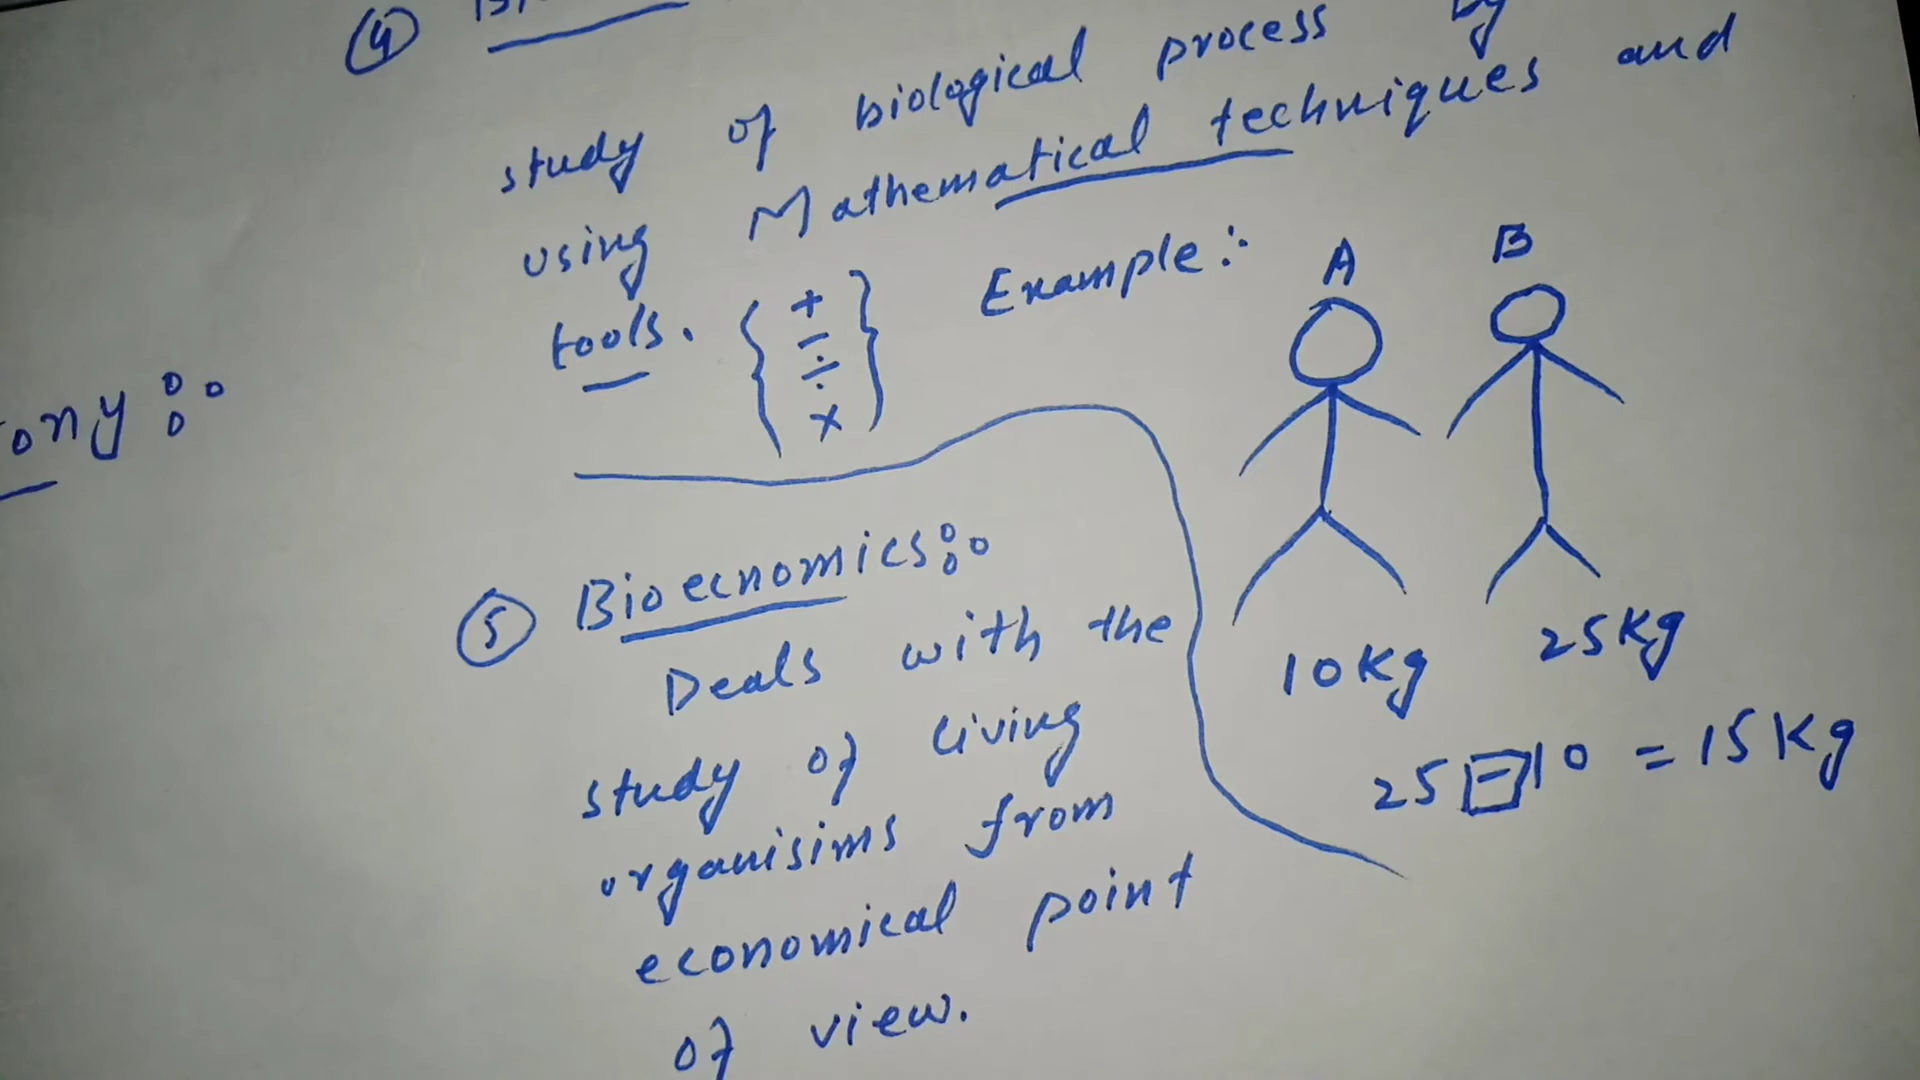 ④
study of biological process by
using Mathematical techniques and
tools. { + - ÷ × } Example:-
A B
10Kg 25Kg
25 - 10 = 15Kg
ony
⑤ Bioecnomics
Deals with the
study of living
organisims from
economical point
of view.